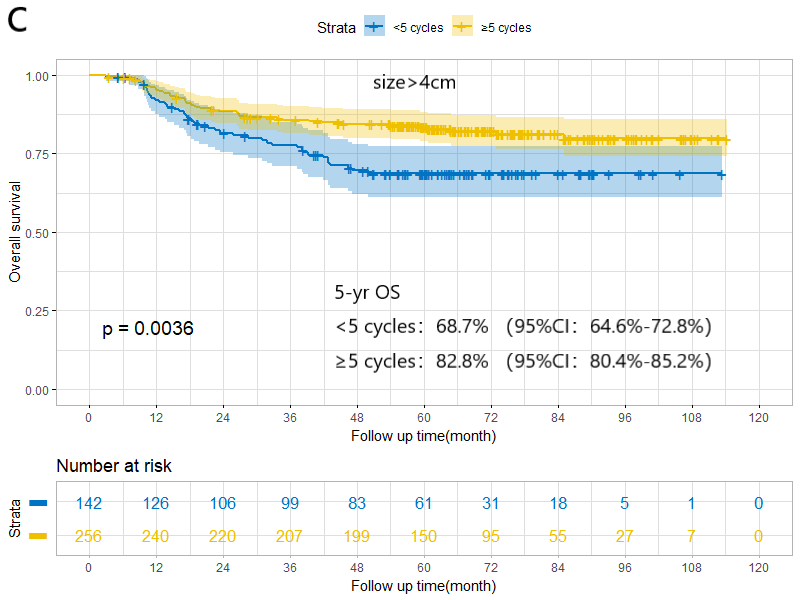 C
Strata <5 cycles ≥5 cycles
size>4cm
Overall survival
1.00
0.75
0.50
0.25
0.00
5-yr OS
<5 cycles：68.7% （95%CI：64.6%-72.8%）
≥5 cycles：82.8% （95%CI：80.4%-85.2%）
p = 0.0036
0 12 24 36 48 60 72 84 96 108 120
Follow up time(month)
Number at risk
Strata
142 126 106 99 83 61 31 18 5 1 0
256 240 220 207 199 150 95 55 27 7 0
0 12 24 36 48 60 72 84 96 108 120
Follow up time(month)